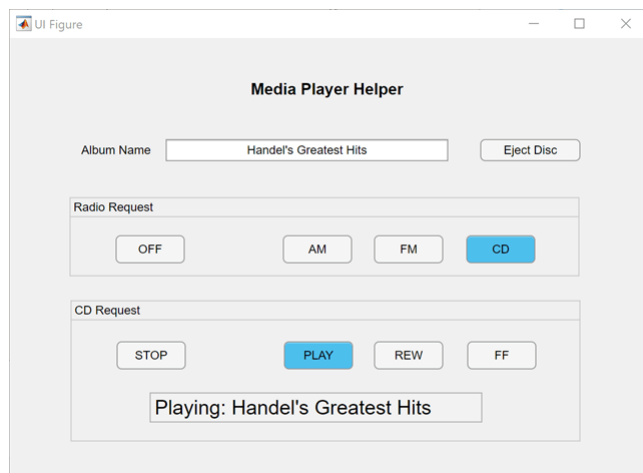 UI Figure
Media Player Helper
Album Name Handel's Greatest Hits Eject Disc
Radio Request
OFF AM FM CD
CD Request
STOP PLAY REW FF
Playing: Handel's Greatest Hits